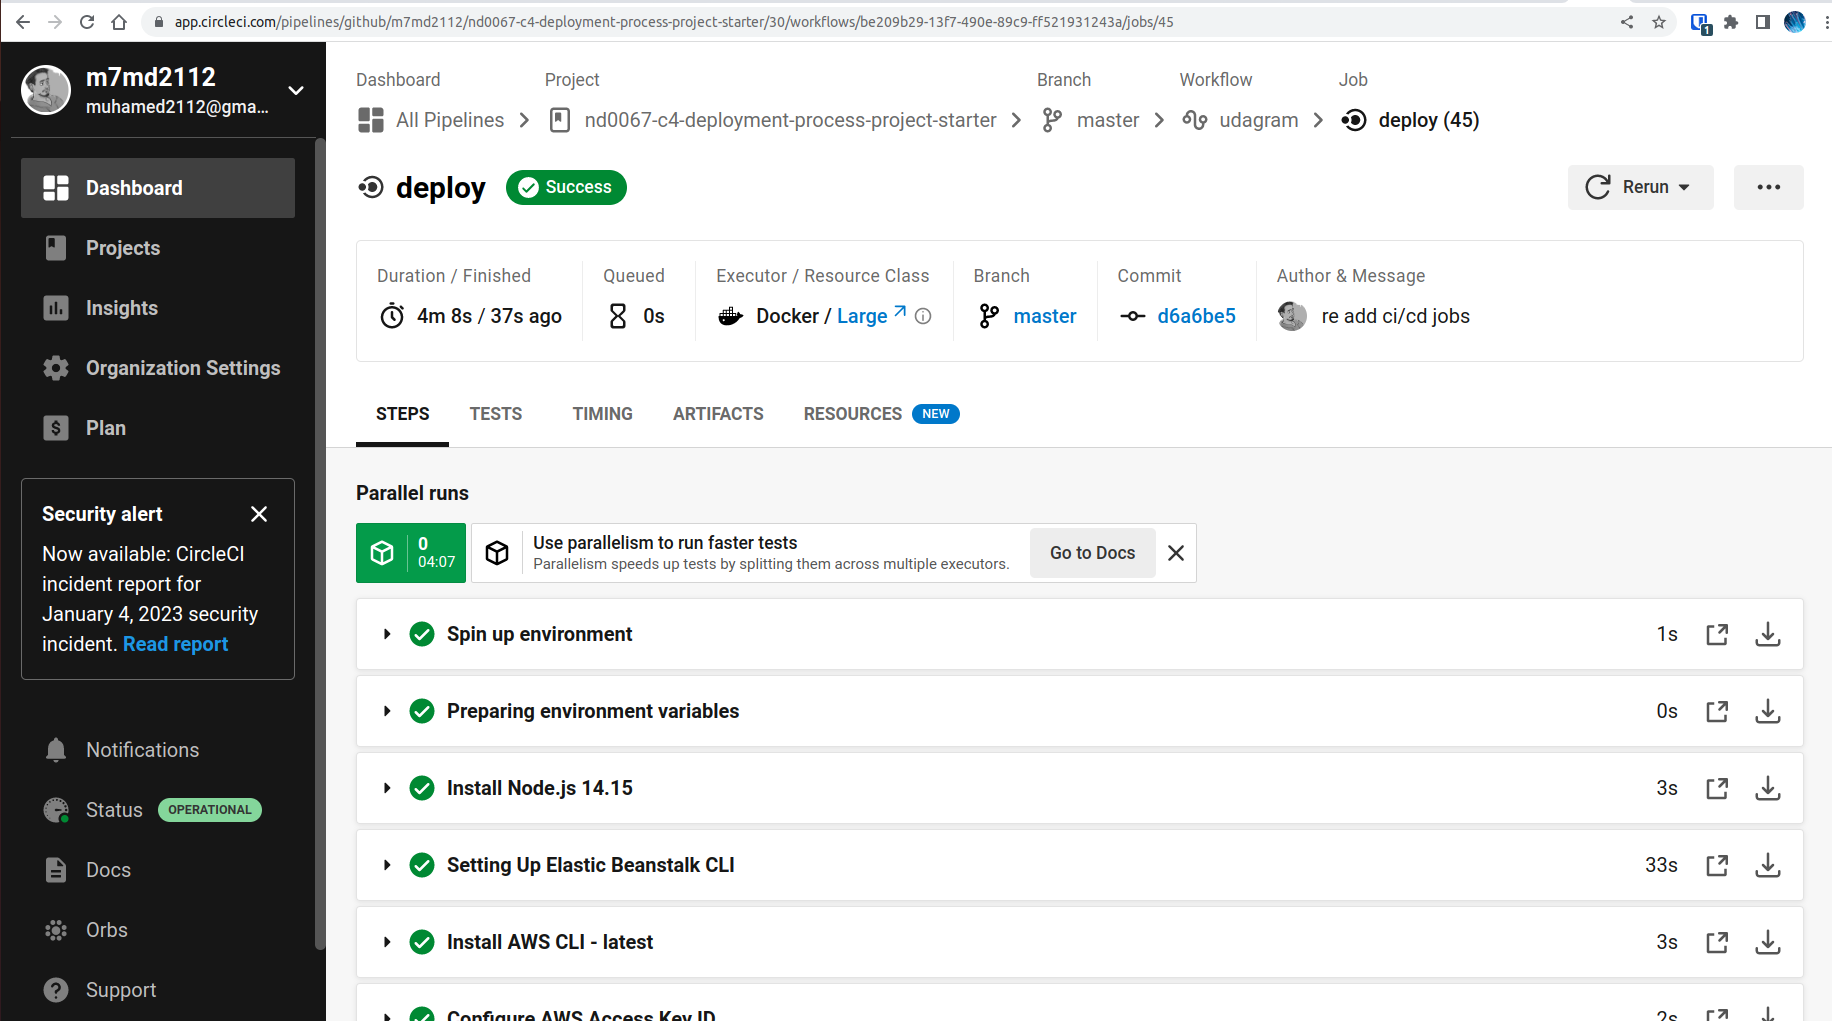 app.circleci.com/pipelines/github/m7md2112/nd0067-c4-deployment-process-project-starter/30/workflows/be209b29-13f7-490e-89c9-ff521931243a/jobs/45
1
m7md2112
muhamed2112@gma...
Dashboard
Projects
Insights
Organization Settings
Plan
Security alert
Now available: CircleCI
incident report for
January 4, 2023 security
incident. Read report
Notifications
Status OPERATIONAL
Docs
Orbs
Support
Dashboard Project Branch Workflow Job
All Pipelines nd0067-c4-deployment-process-project-starter master udagram deploy (45)
deploy Success
Rerun
Duration / Finished Queued Executor / Resource Class Branch Commit Author & Message
4m 8s / 37s ago 0s Docker / Large master d6a6be5 re add ci/cd jobs
STEPS TESTS TIMING ARTIFACTS RESOURCES NEW
Parallel runs
0
04:07
Use parallelism to run faster tests
Parallelism speeds up tests by splitting them across multiple executors.
Go to Docs
Spin up environment 1s
Preparing environment variables 0s
Install Node.js 14.15 3s
Setting Up Elastic Beanstalk CLI 33s
Install AWS CLI - latest 3s
Configure AWS Access Key ID 2s